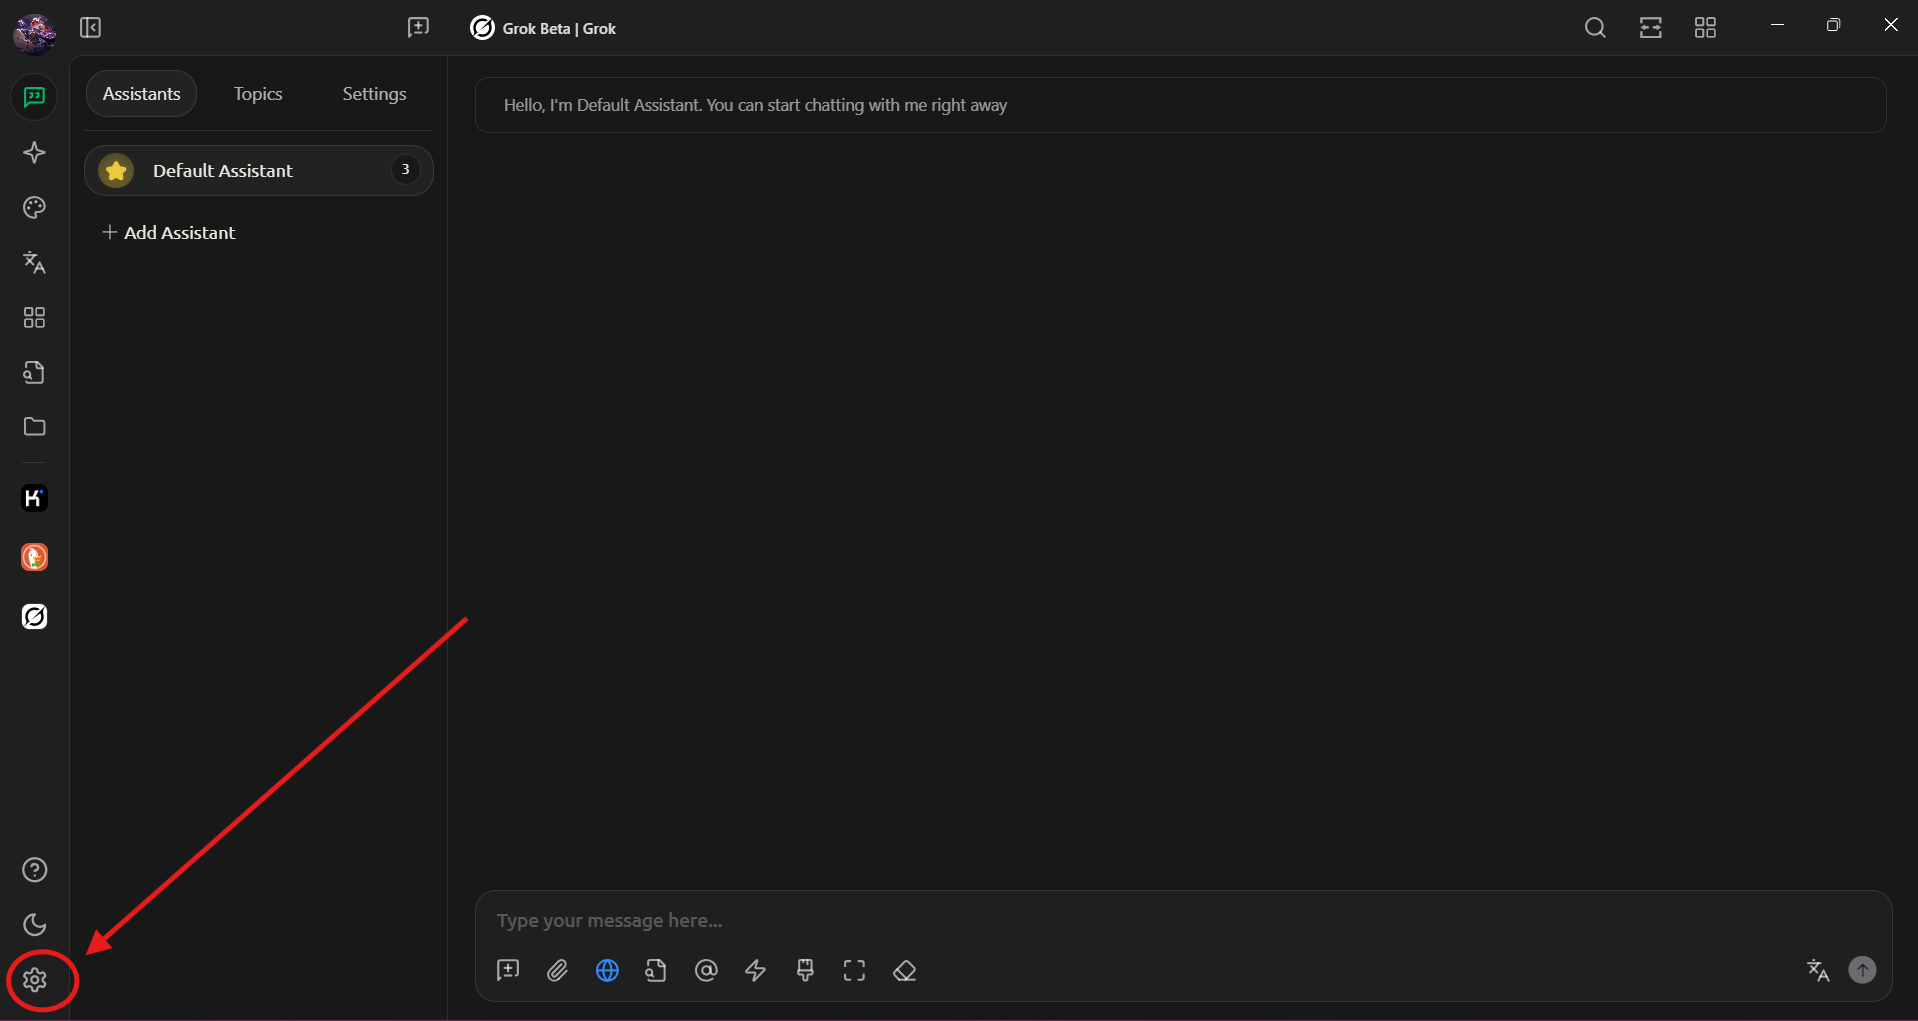 Grok Beta | Grok
Assistants
Topics
Settings
Hello, I'm Default Assistant. You can start chatting with me right away
Default Assistant
3
+ Add Assistant
Type your message here...